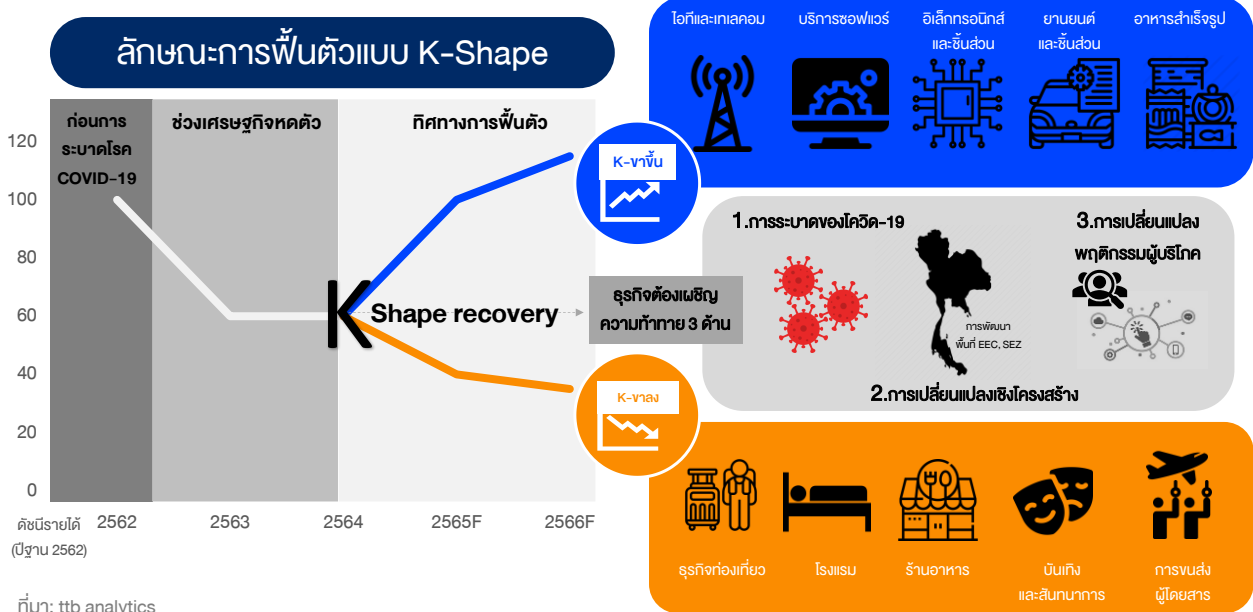 ลักษณะการฟื้นตัวแบบ K-Shape
ก่อนการ
ระบาดโรค
COVID-19
ช่วงเศรษฐกิจหดตัว
ทิศทางการฟื้นตัว
120
100
80
60
40
20
0
ดัชนีรายได้
(ปีฐาน 2562)
2562
2563
2564
2565F
2566F
K Shape recovery
K-ขาขึ้น
K-ขาลง
ธุรกิจต้องเผชิญ
ความท้าทาย 3 ด้าน
ไอทีและเทเลคอม
บริการซอฟแวร์
อิเล็กทรอนิกส์
และชิ้นส่วน
ยานยนต์
และชิ้นส่วน
อาหารสำเร็จรูป
1.การระบาดของโควิด-19
การพัฒนา
พื้นที่ EEC, SEZ
2.การเปลี่ยนแปลงเชิงโครงสร้าง
3.การเปลี่ยนแปลง
พฤติกรรมผู้บริโภค
ธุรกิจท่องเที่ยว
โรงแรม
ร้านอาหาร
บันเทิง
และสันทนาการ
การขนส่ง
ผู้โดยสาร
ที่มา: ttb analytics